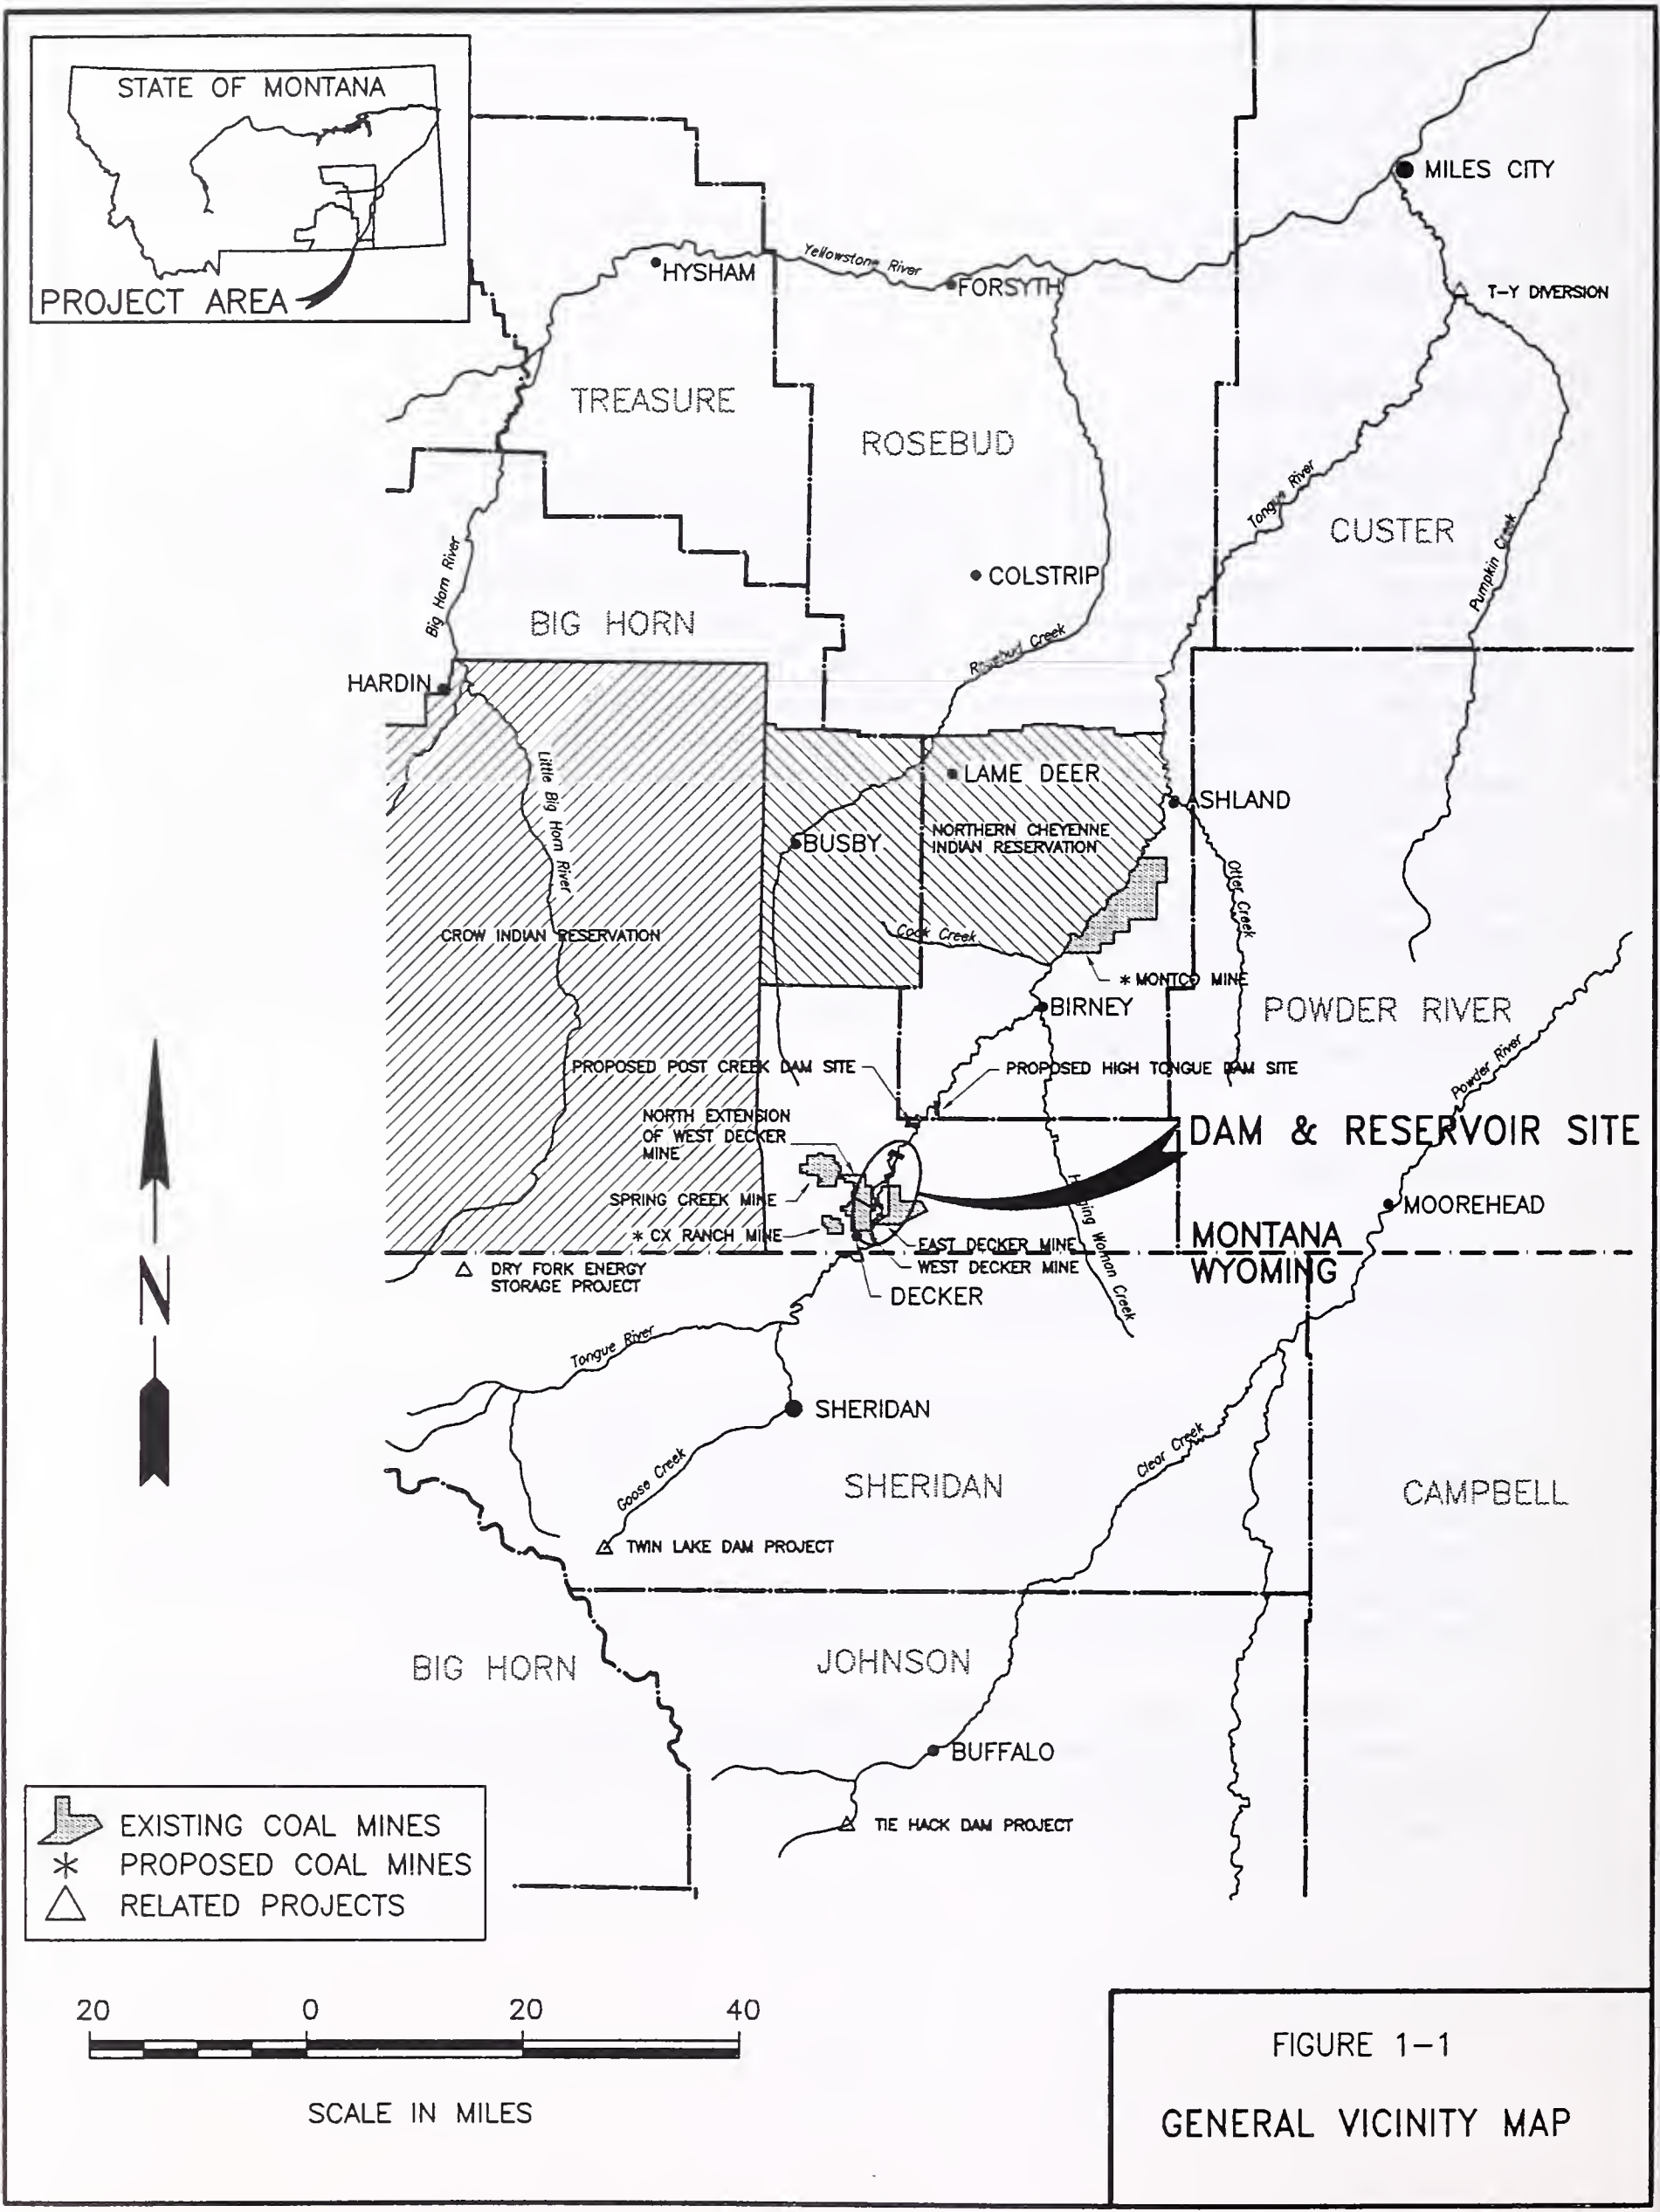 STATE OF MONTANA
PROJECT AREA
MILES CITY
HYSHAM
Yellowstone River
FORSYTH
T-Y DIVERSION
TREASURE
ROSEBUD
Tongue River
CUSTER
Big Horn River
COLSTRIP
Pumpkin Creek
BIG HORN
Rosebud Creek
HARDIN
Little Big Horn River
LAME DEER
ASHLAND
BUSBY
NORTHERN CHEYENNE
INDIAN RESERVATION
Otter Creek
CROW INDIAN RESERVATION
Cook Creek
* MONTCO MINE
BIRNEY
POWDER RIVER
PROPOSED POST CREEK DAM SITE
PROPOSED HIGH TONGUE DAM SITE
Powder River
NORTH EXTENSION
OF WEST DECKER
MINE
DAM & RESERVOIR SITE
SPRING CREEK MINE
MOOREHEAD
* CX RANCH MINE
Hanging Woman Creek
EAST DECKER MINE
WEST DECKER MINE
MONTANA
WYOMING
DRY FORK ENERGY
STORAGE PROJECT
DECKER
N
Tongue River
SHERIDAN
Goose Creek
Clear Creek
SHERIDAN
CAMPBELL
TWIN LAKE DAM PROJECT
BIG HORN
JOHNSON
BUFFALO
TIE HACK DAM PROJECT
EXISTING COAL MINES
* PROPOSED COAL MINES
RELATED PROJECTS
20 0 20 40
SCALE IN MILES
FIGURE 1-1
GENERAL VICINITY MAP